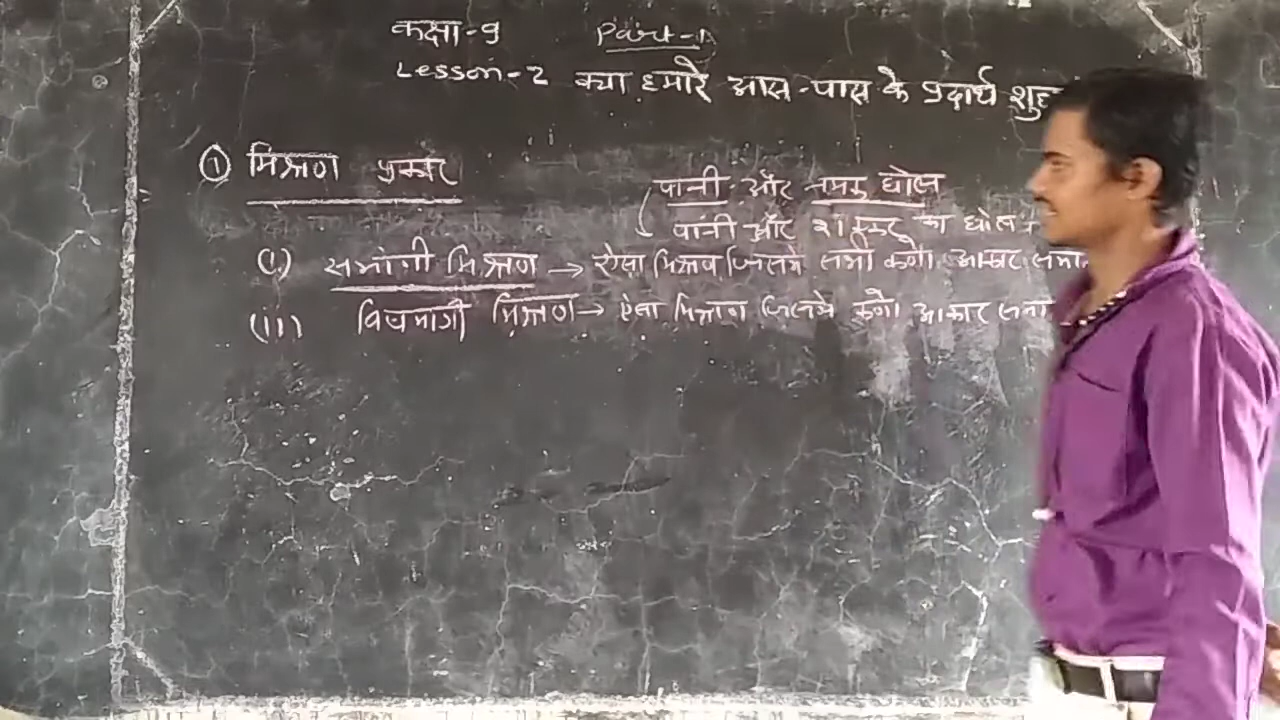 कक्षा-9 Part-1
Lesson-2 क्या हमारे आस-पास के प्रदार्थ शुद्ध
① मिश्रण प्रकार
पानी और नमक घोल
पानी और शक्कर का घोल
(i) समांगी मिश्रण → ऐसा मिश्रण जिसमे सभी कणो आकार समान
(ii) विषमागी मिश्रण → ऐसा मिश्रण जिसमे कणो आकार समा